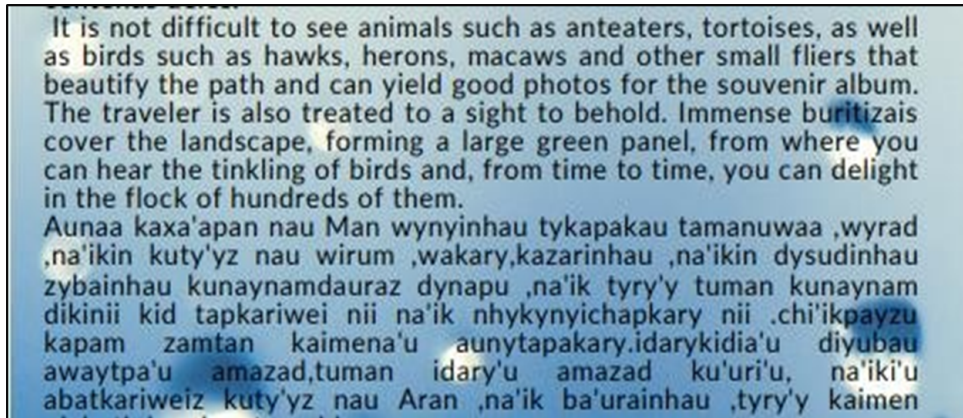 It is not difficult to see animals such as anteaters, tortoises, as well
as birds such as hawks, herons, macaws and other small fliers that
beautify the path and can yield good photos for the souvenir album.
The traveler is also treated to a sight to behold. Immense buritizais
cover the landscape, forming a large green panel, from where you
can hear the tinkling of birds and, from time to time, you can delight
in the flock of hundreds of them.
Aunaa kaxa'apan nau Man wynyinhau tykapakau tamanuwaa ,wyrad
,na'ikin kuty'yz nau wirum ,wakary,kazarinhau ,na'ikin dysudinhau
zybainhau kunaynamdauraz dynapu ,na'ik tyry'y tuman kunaynam
dikinii kid tapkariwei nii na'ik nhykynyichapkary nii .chi'ikpayzu
kapam zamtan kaimena'u aunytapakary.idarykidia'u diyubau
awaytpa'u amazad,tuman idary'u amazad ku'uri'u, na'iki'u
abatkariweiz kuty'yz nau Aran ,na'ik ba'urainhau ,tyry'y kaimen